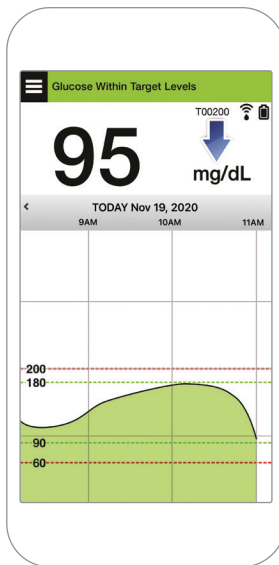 Glucose Within Target Levels
T00200
95
mg/dL
< TODAY Nov 19, 2020
9AM 10AM 11AM
200
180
90
60